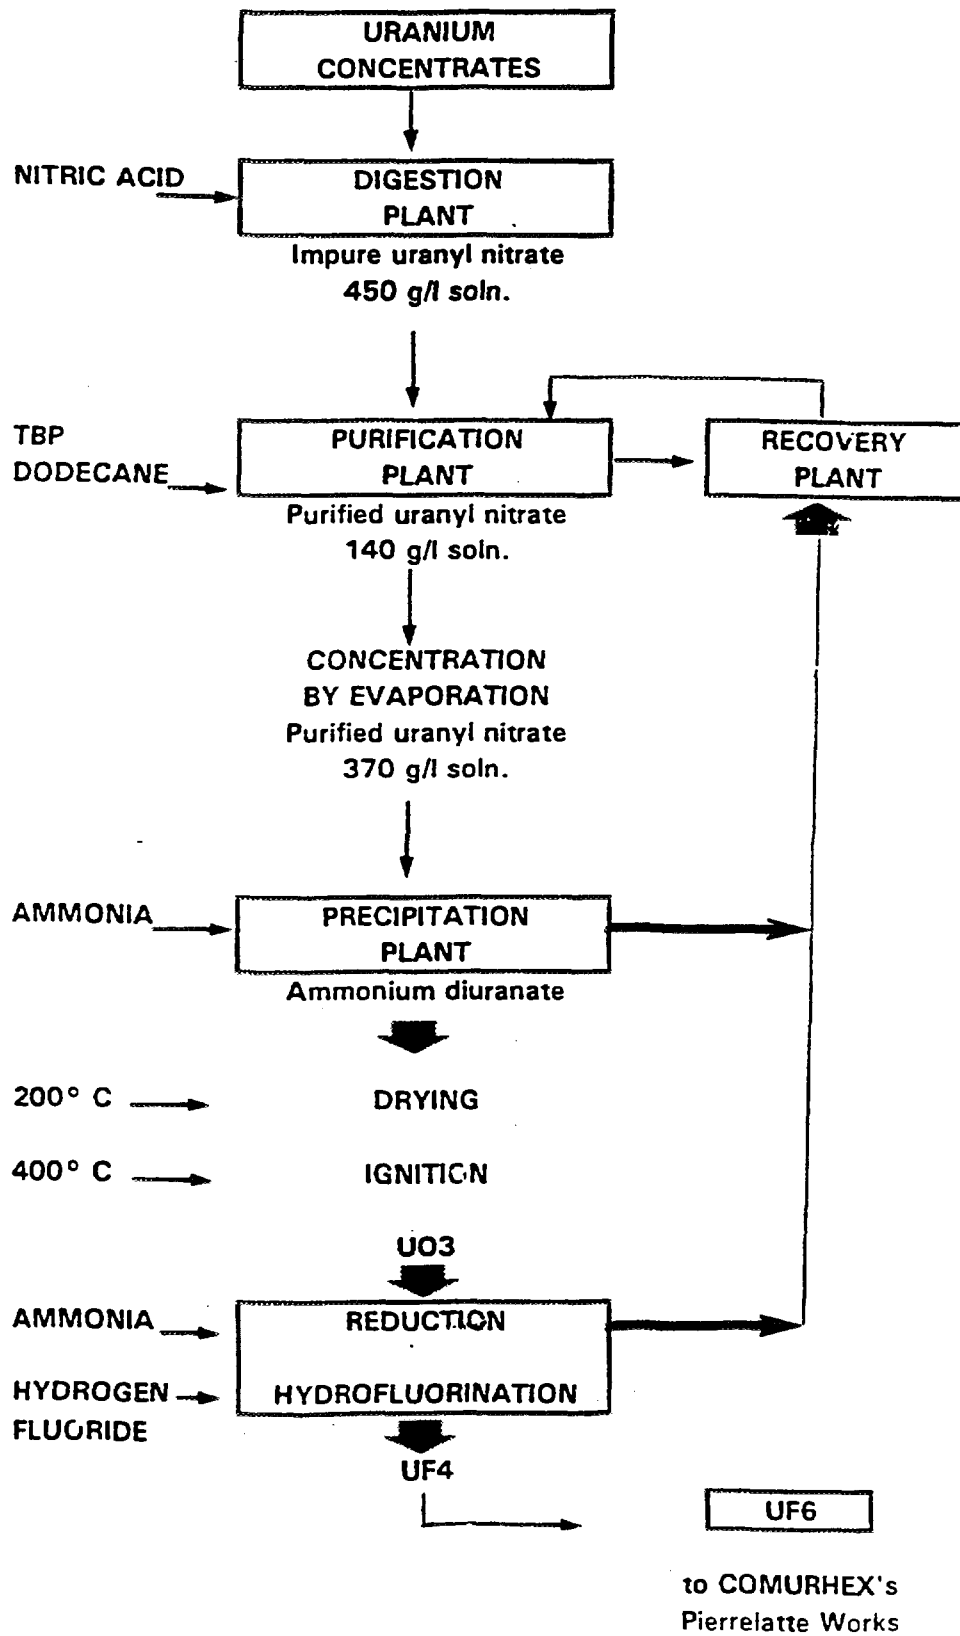 URANIUM
CONCENTRATES
NITRIC ACID
DIGESTION
PLANT
Impure uranyl nitrate
450 g/l soln.
TBP
DODECANE
PURIFICATION
PLANT
RECOVERY
PLANT
Purified uranyl nitrate
140 g/l soln.
CONCENTRATION
BY EVAPORATION
Purified uranyl nitrate
370 g/l soln.
AMMONIA
PRECIPITATION
PLANT
Ammonium diuranate
200° C
DRYING
400° C
IGNITION
UO3
AMMONIA
REDUCTION
HYDROGEN
FLUORIDE
HYDROFLUORINATION
UF4
UF6
to COMURHEX's
Pierrelatte Works